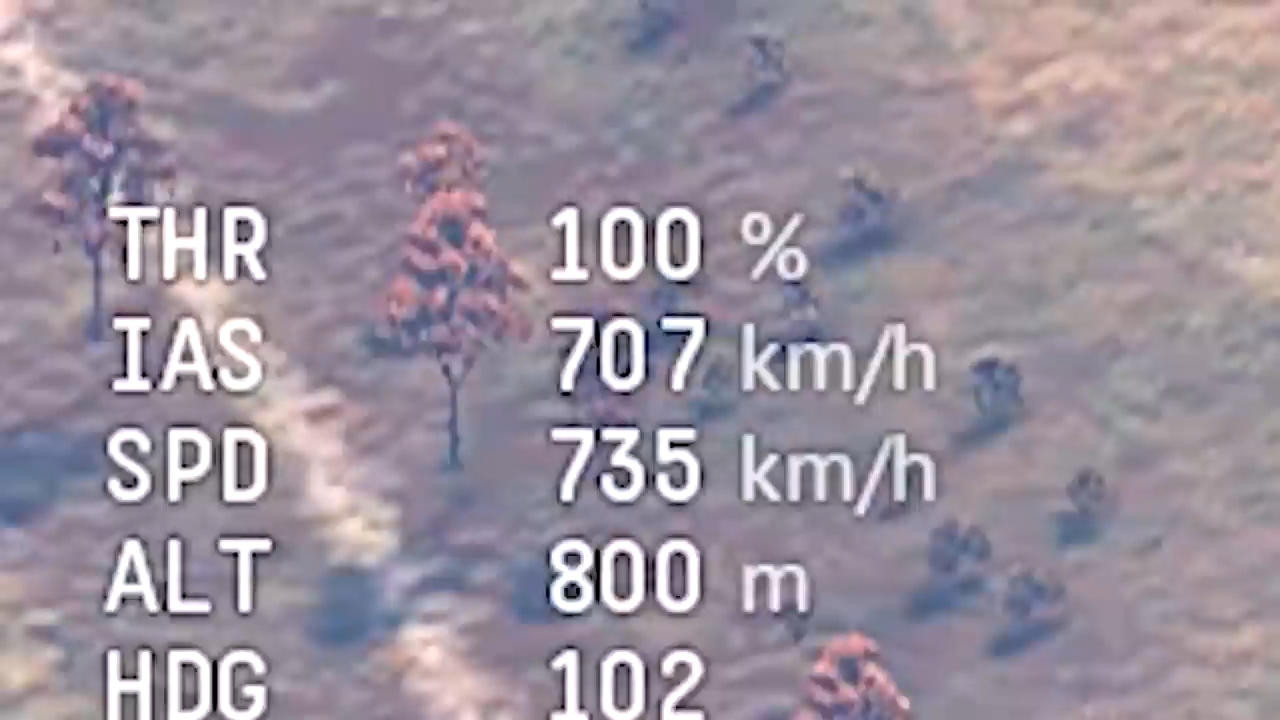 THR 100 %
IAS 707 km/h
SPD 735 km/h
ALT 800 m
HDG 102